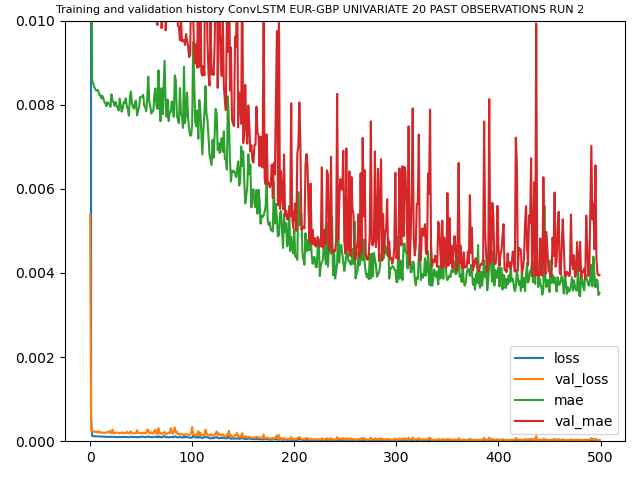 Training and validation history ConvLSTM EUR-GBP UNIVARIATE 20 PAST OBSERVATIONS RUN 2
0.010
0.008
0.006
0.004
0.002
0.000
0 100 200 300 400 500
loss
val_loss
mae
val_mae